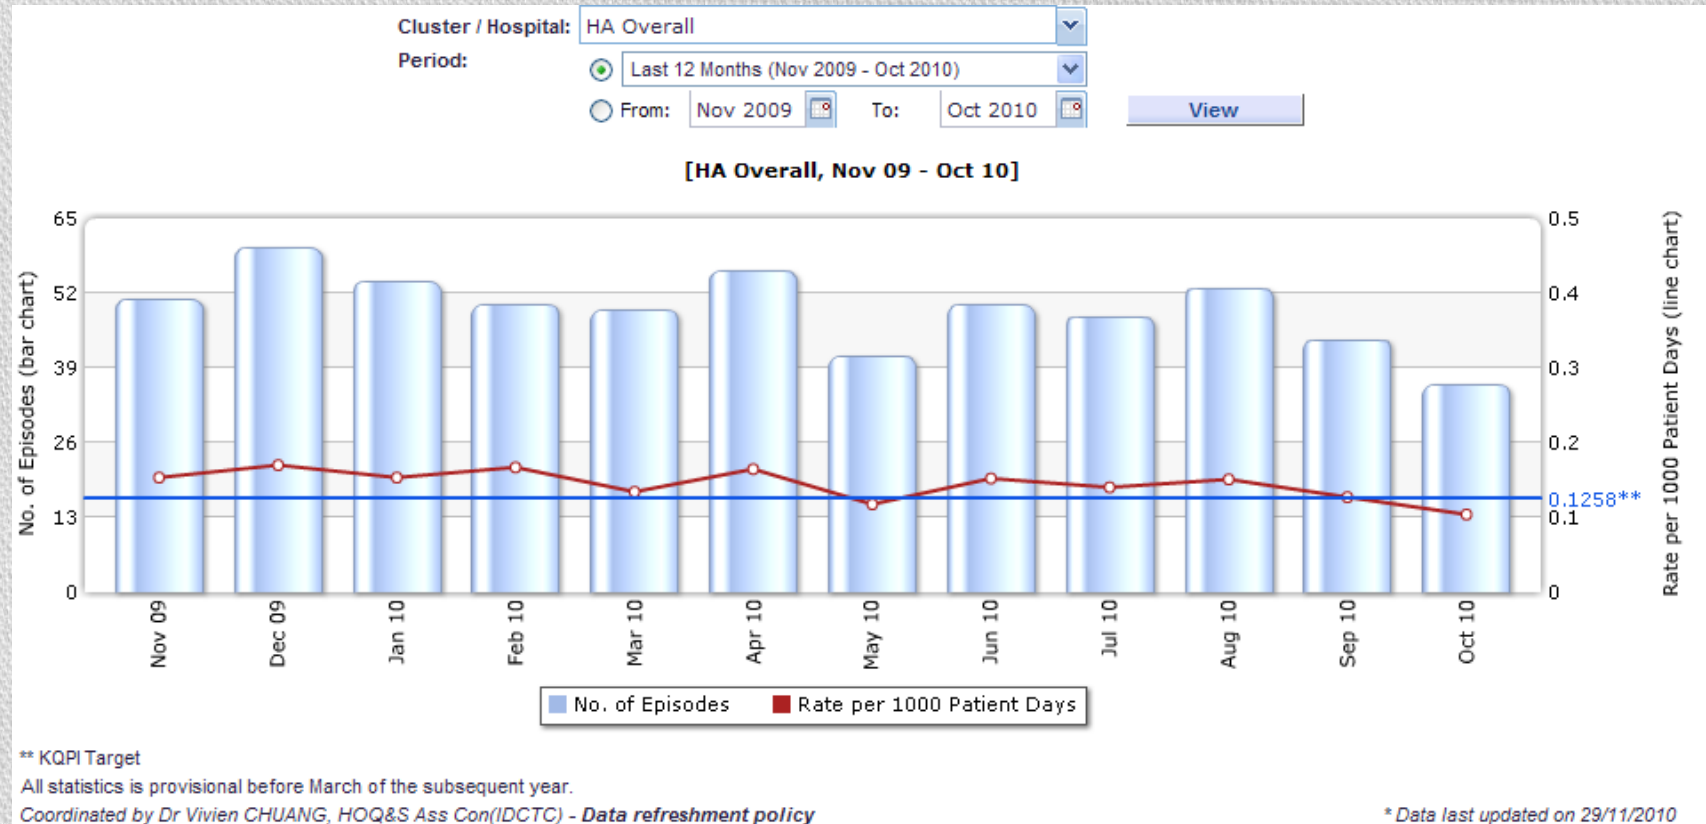 Cluster / Hospital: HA Overall
Period: Last 12 Months (Nov 2009 - Oct 2010)
From: Nov 2009 To: Oct 2010 View
[HA Overall, Nov 09 - Oct 10]
No. of Episodes (bar chart)
65
52
39
26
13
0
0.5
0.4
0.3
0.2
0.1258**
0.1
0
Rate per 1000 Patient Days (line chart)
Nov 09
Dec 09
Jan 10
Feb 10
Mar 10
Apr 10
May 10
Jun 10
Jul 10
Aug 10
Sep 10
Oct 10
No. of Episodes Rate per 1000 Patient Days
** KQPI Target
All statistics is provisional before March of the subsequent year.
Coordinated by Dr Vivien CHUANG, HOQ&S Ass Con(IDCTC) - Data refreshment policy
* Data last updated on 29/11/2010